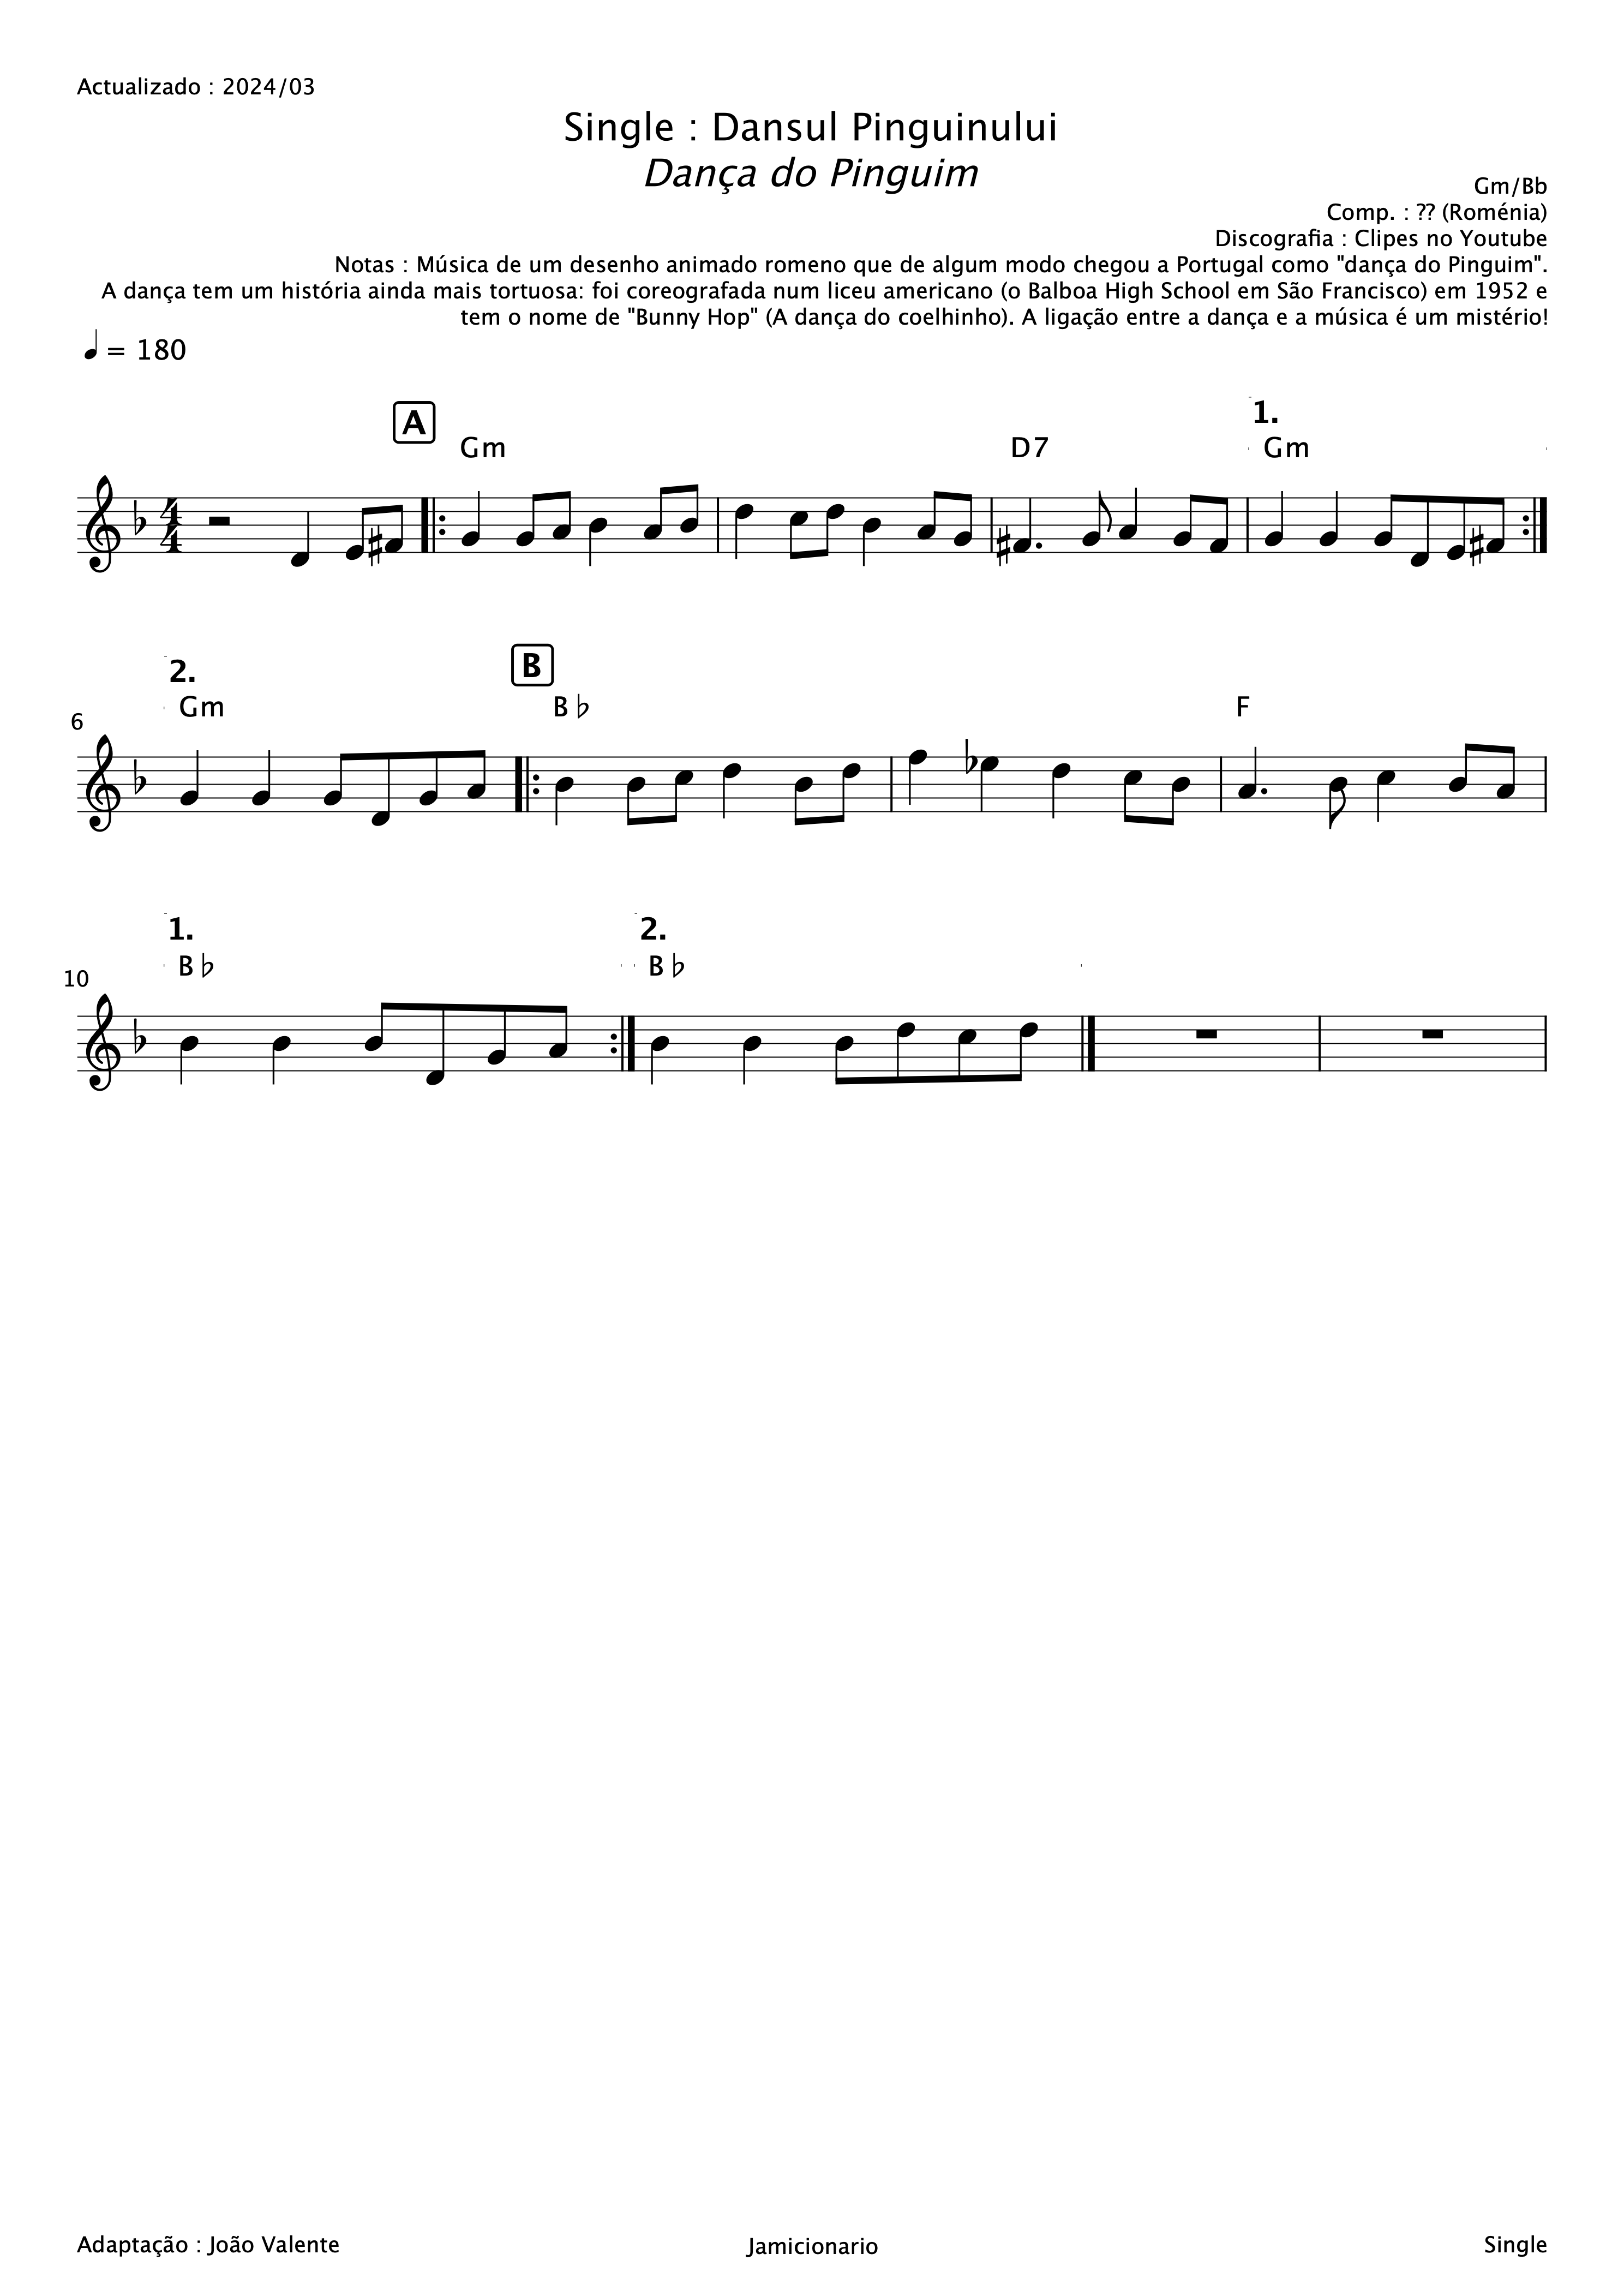 Actualizado : 2024/03
Single : Dansul Pinguinului
Dança do Pinguim
Gm/Bb
Comp. : ?? (Roménia)
Discografia : Clipes no Youtube
Notas : Música de um desenho animado romeno que de algum modo chegou a Portugal como "dança do Pinguim".
A dança tem um história ainda mais tortuosa: foi coreografada num liceu americano (o Balboa High School em São Francisco) em 1952 e
tem o nome de "Bunny Hop" (A dança do coelhinho). A ligação entre a dança e a música é um mistério!
♩ = 180
A
1.
Gm D7 Gm
4
4
2.
B
Gm B♭ F
6
1. 2.
B♭ B♭
10
Adaptação : João Valente
Jamicionario
Single